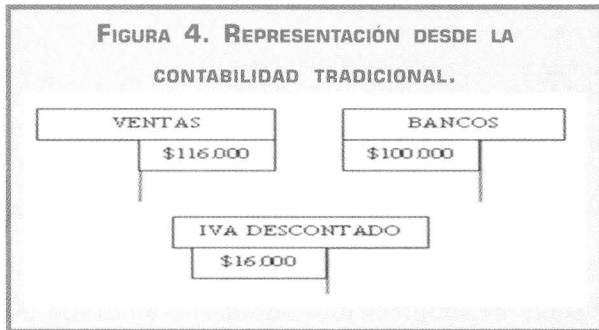 FIGURA 4. REPRESENTACIÓN DESDE LA
CONTABILIDAD TRADICIONAL.
VENTAS
BANCOS
$116.000
$100.000
IVA DESCONTADO
$16.000